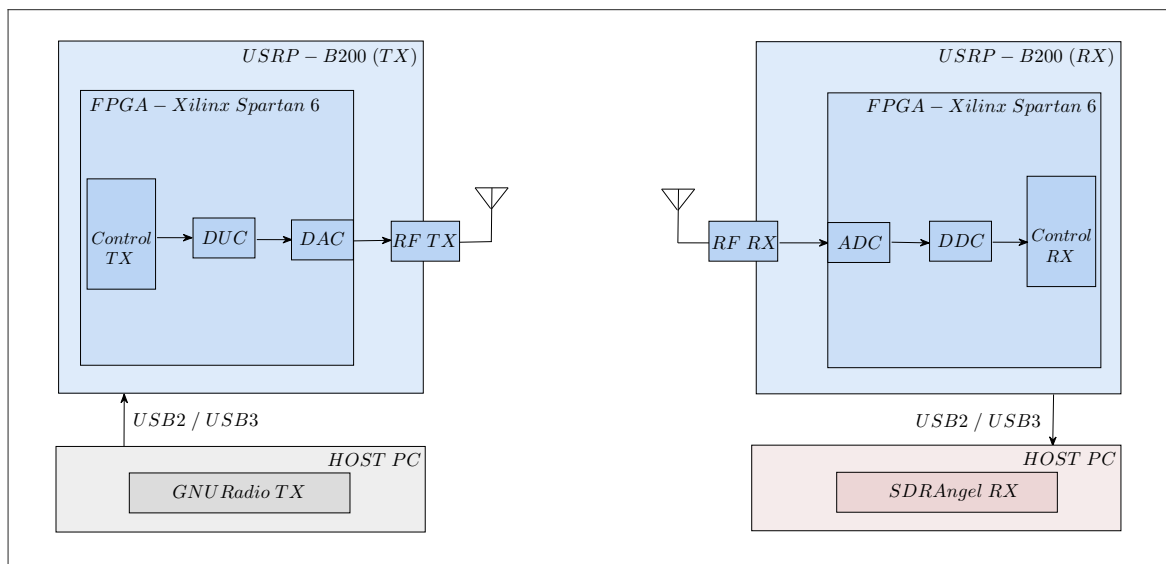 USRP − B200 (TX)
FPGA − Xilinx Spartan 6
Control
TX
DUC
DAC
RF TX
USB2 / USB3
HOST PC
GNURadio TX
USRP − B200 (RX)
FPGA − Xilinx Spartan 6
RF RX
ADC
DDC
Control
RX
USB2 / USB3
HOST PC
SDRAngel RX